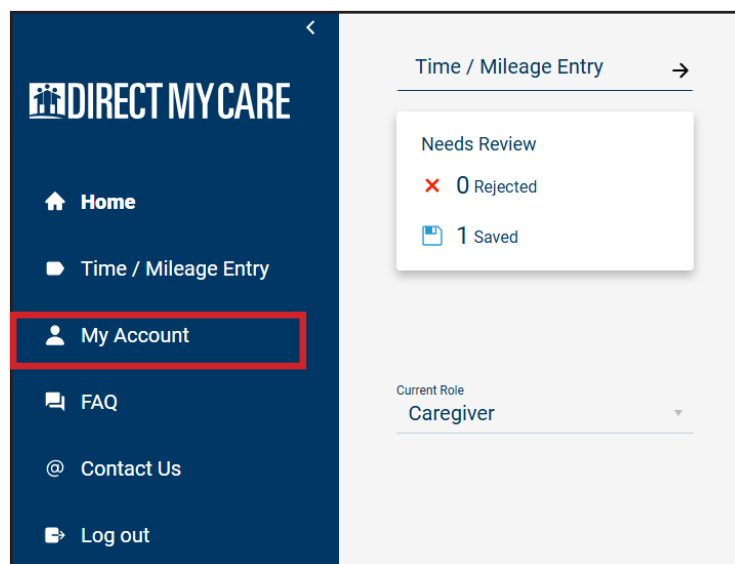 DIRECT MY CARE
Home
Time / Mileage Entry
My Account
FAQ
@ Contact Us
Log out
Time / Mileage Entry
Needs Review
0 Rejected
1 Saved
Current Role
Caregiver